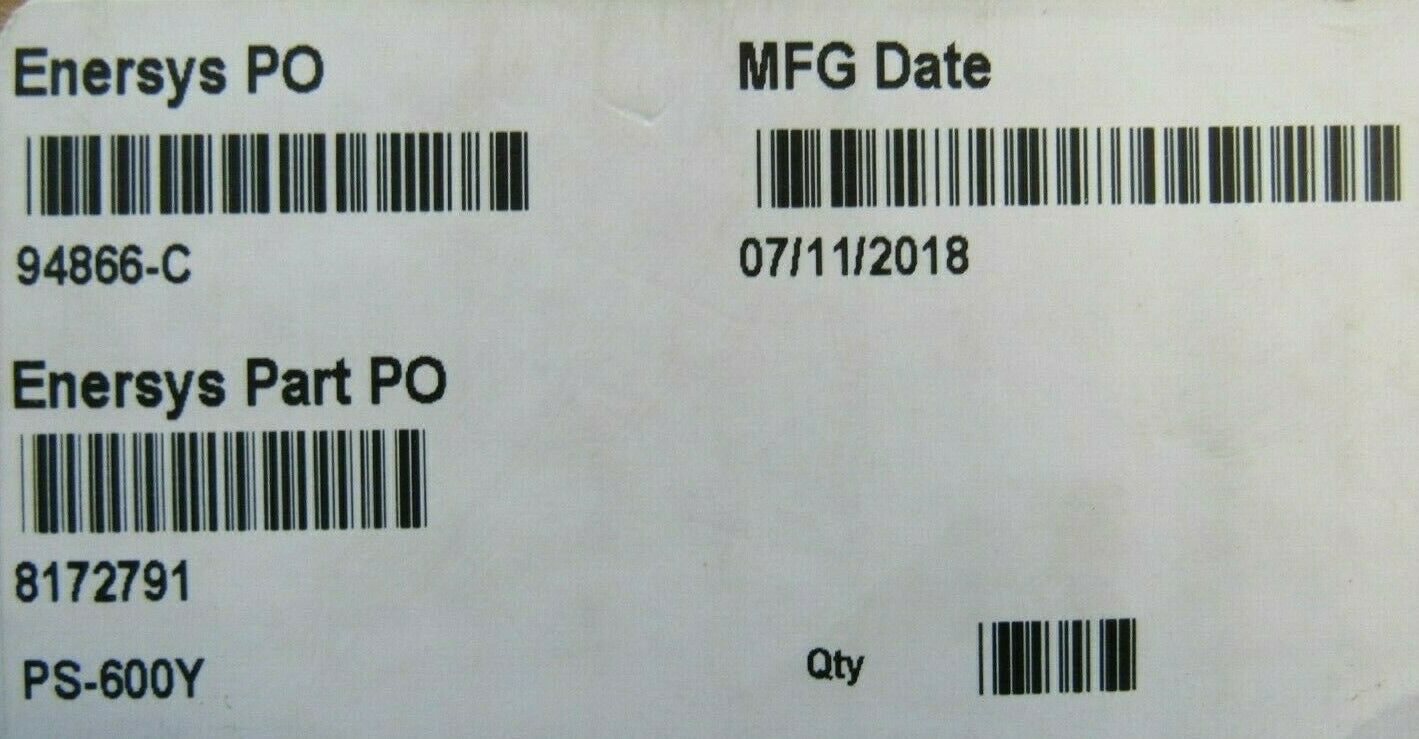 Enersys PO
94866-C
MFG Date
07/11/2018
Enersys Part PO
8172791
PS-600Y
Qty